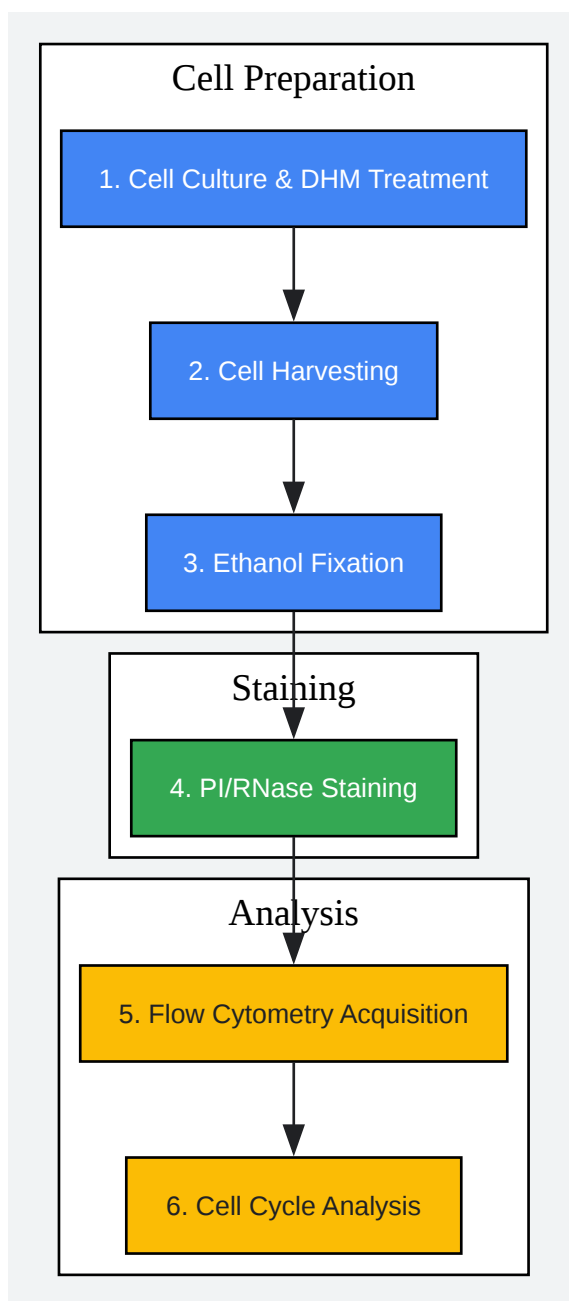 Cell Preparation
1. Cell Culture & DHM Treatment
2. Cell Harvesting
3. Ethanol Fixation
Staining
4. PI/RNase Staining
Analysis
5. Flow Cytometry Acquisition
6. Cell Cycle Analysis